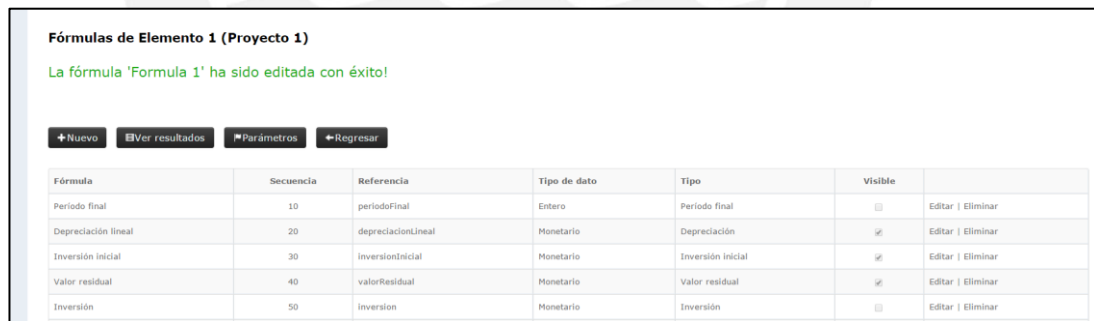 Fórmulas de Elemento 1 (Proyecto 1)
La fórmula 'Formula 1' ha sido editada con éxito!
Nuevo Ver resultados Parámetros Regresar
Fórmula Secuencia Referencia Tipo de dato Tipo Visible
Período final 10 periodoFinal Entero Período final Editar | Eliminar
Depreciación lineal 20 depreciacionLineal Monetario Depreciación Editar | Eliminar
Inversión inicial 30 inversionInicial Monetario Inversión inicial Editar | Eliminar
Valor residual 40 valorResidual Monetario Valor residual Editar | Eliminar
Inversión 50 inversion Monetario Inversión Editar | Eliminar